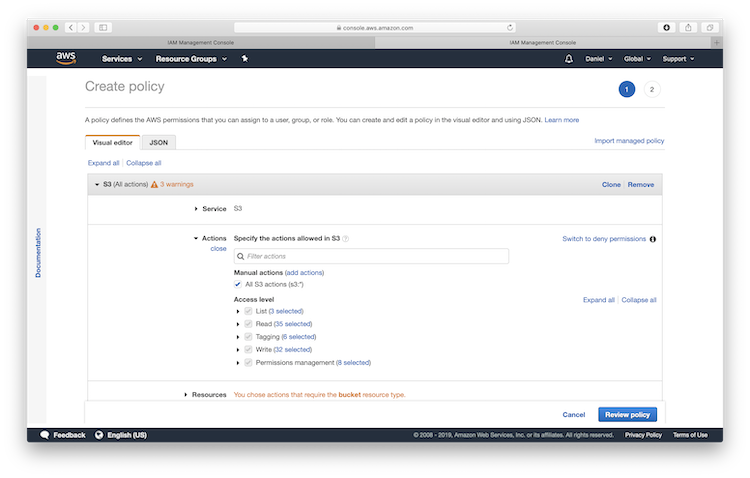 console.aws.amazon.com
IAM Management Console
IAM Management Console
aws Services Resource Groups Daniel Global Support
Create policy 1 2
A policy defines the AWS permissions that you can assign to a user, group, or role. You can create and edit a policy in the visual editor and using JSON. Learn more
Visual editor JSON Import managed policy
Expand all Collapse all
S3 (All actions) 3 warnings Clone Remove
Service S3
Actions Specify the actions allowed in S3 Switch to deny permissions
close
Filter actions
Manual actions (add actions)
All S3 actions (s3:*)
Access level Expand all Collapse all
List (3 selected)
Read (35 selected)
Tagging (6 selected)
Write (32 selected)
Permissions management (8 selected)
Resources You chose actions that require the bucket resource type.
Cancel Review policy
Documentation
Feedback English (US) © 2008 - 2019, Amazon Web Services, Inc. or its affiliates. All rights reserved. Privacy Policy Terms of Use